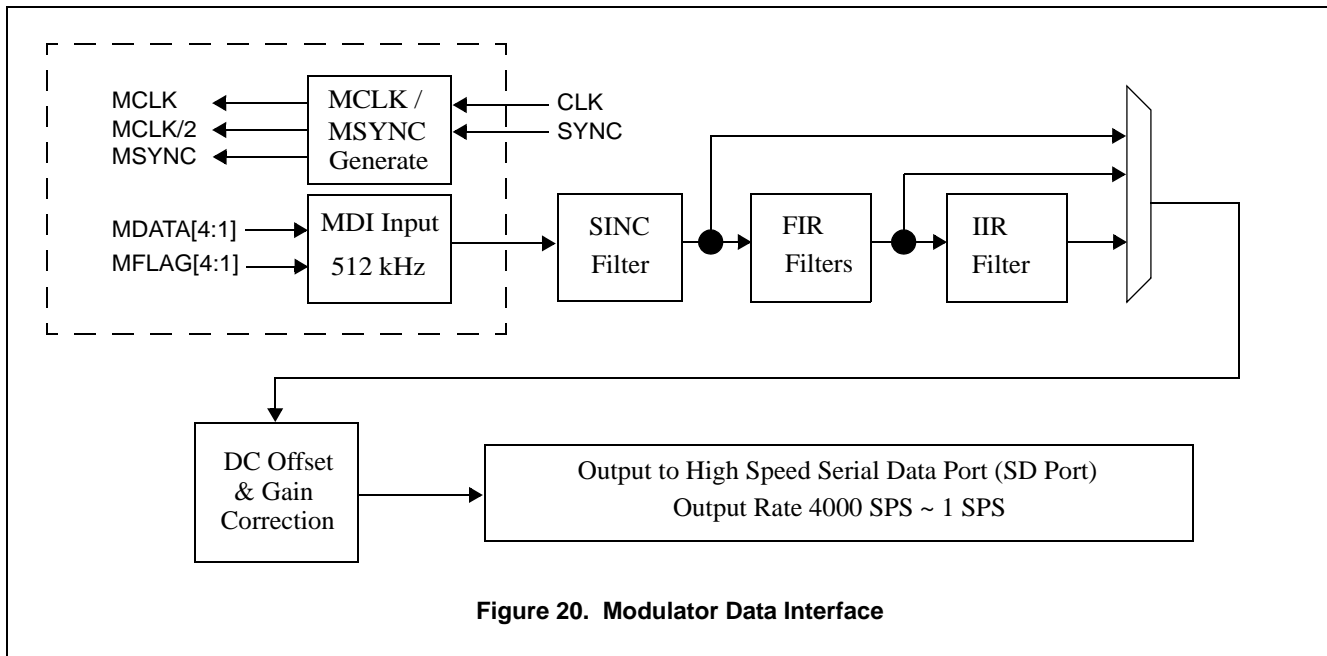 MCLK
MCLK/2
MSYNC
MCLK /
MSYNC
Generate
CLK
SYNC
MDATA[4:1]
MFLAG[4:1]
MDI Input
512 kHz
SINC
Filter
FIR
Filters
IIR
Filter
DC Offset
& Gain
Correction
Output to High Speed Serial Data Port (SD Port)
Output Rate 4000 SPS ~ 1 SPS
Figure 20. Modulator Data Interface